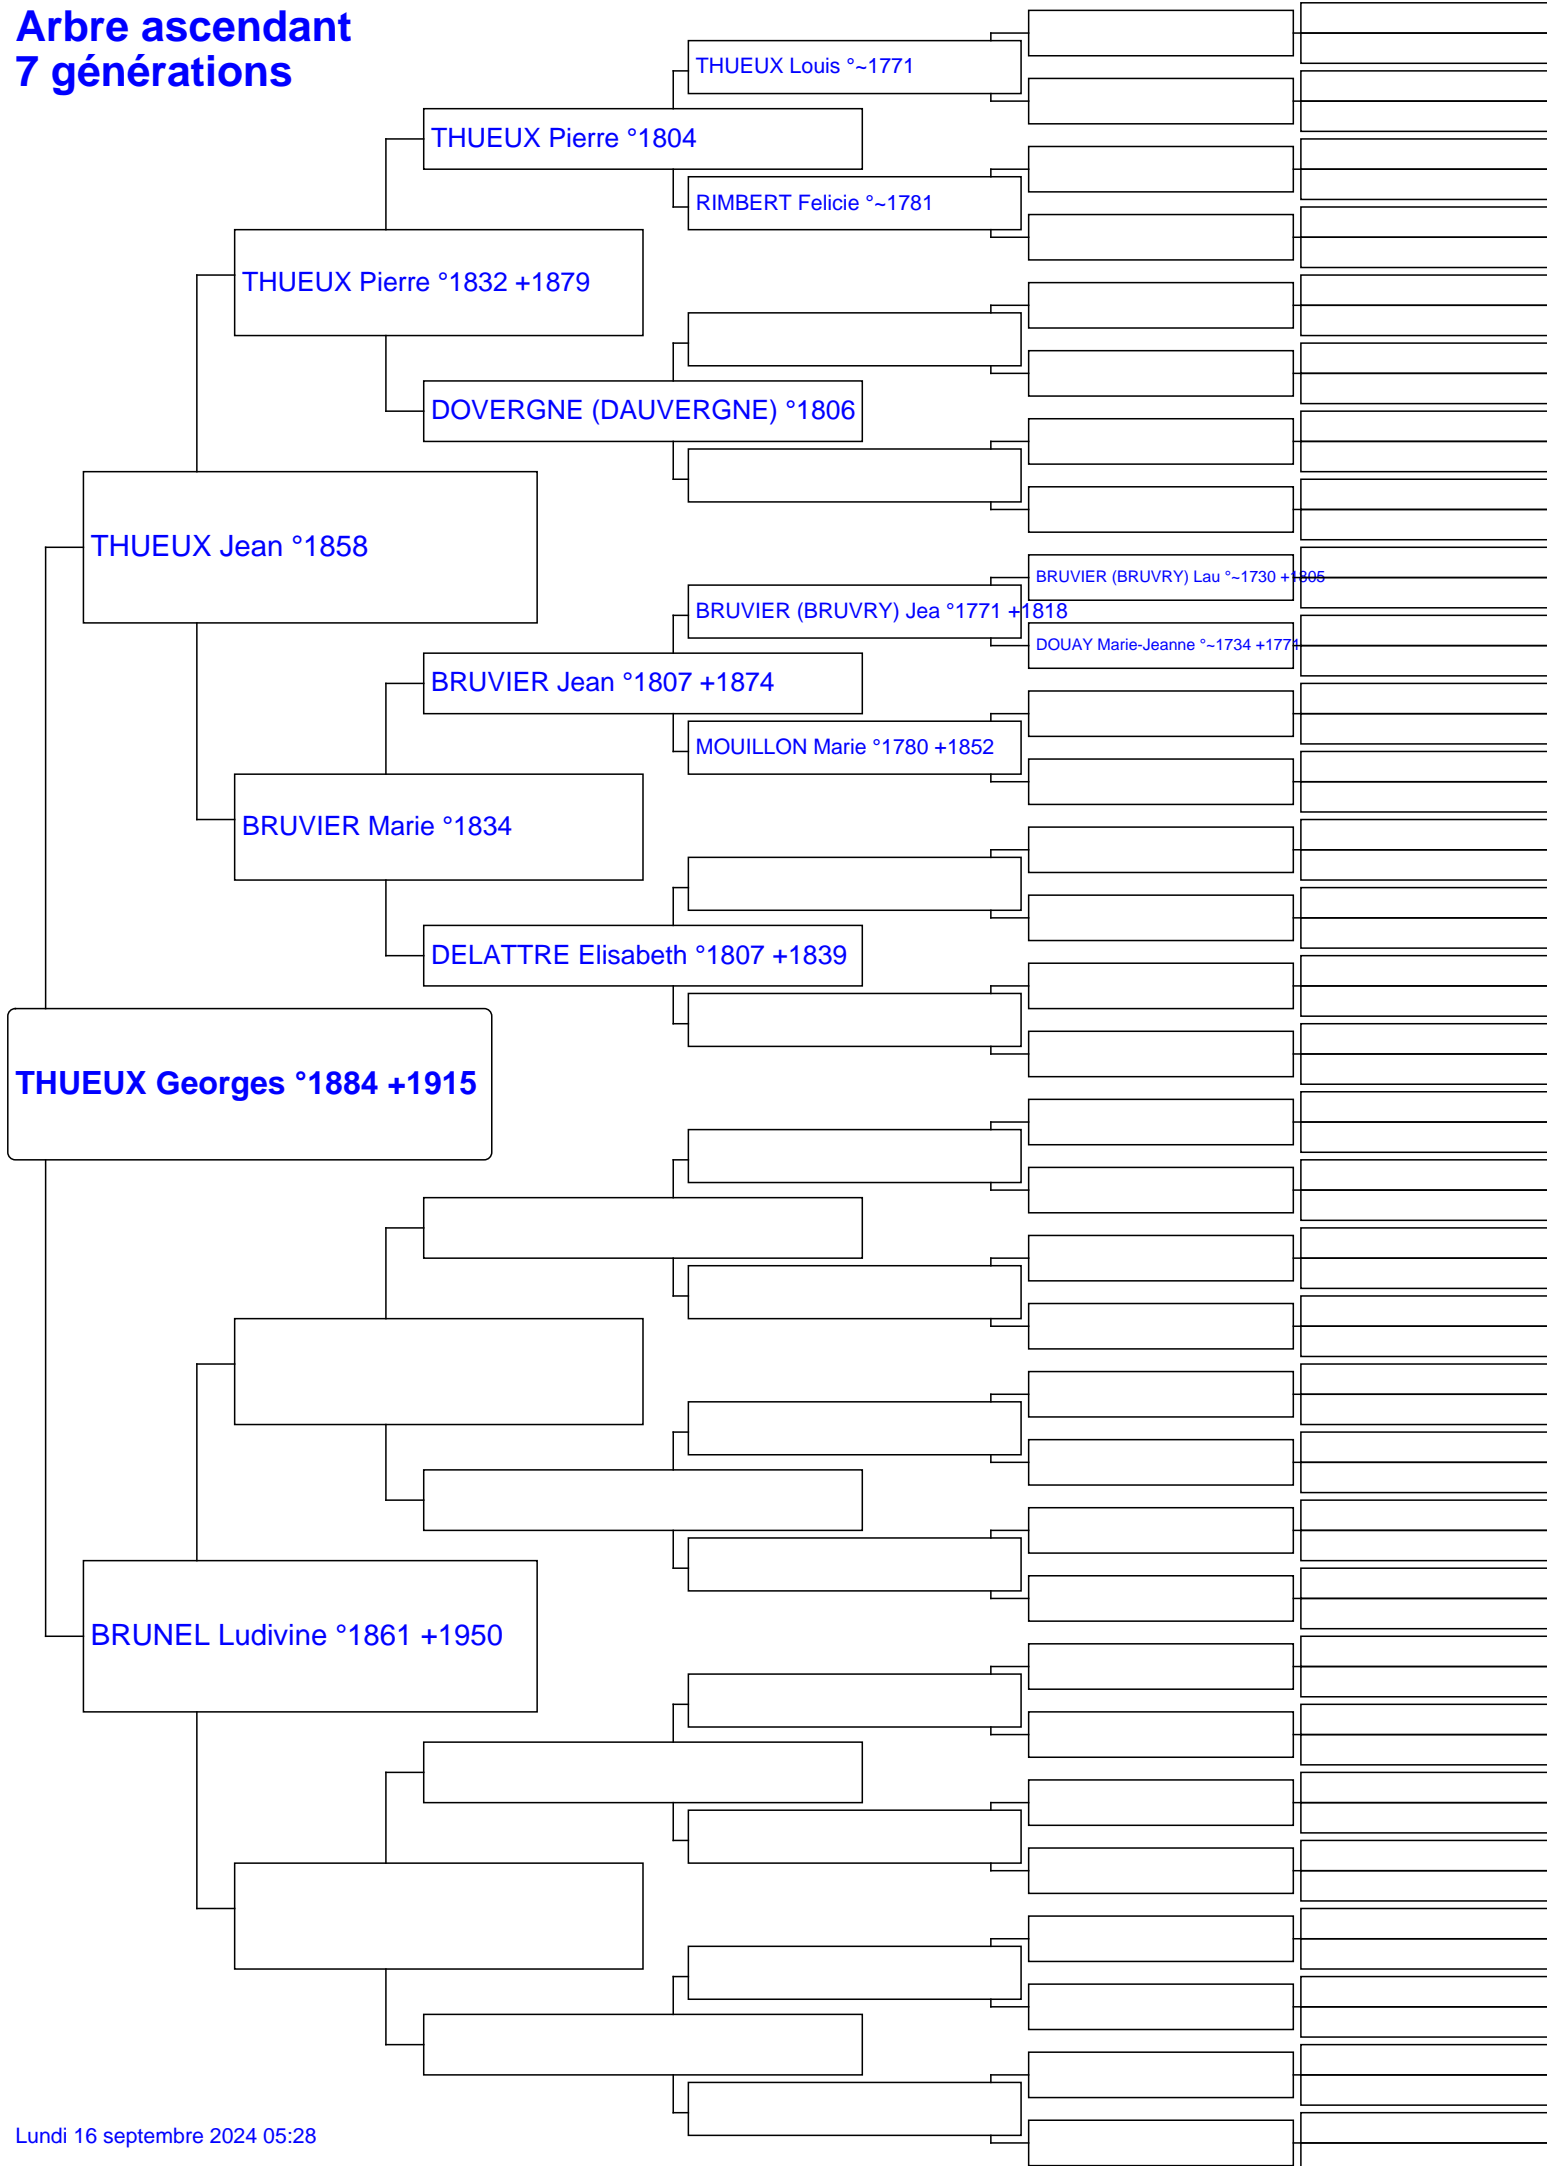 Arbre ascendant
7 générations
THUEUX Louis °~1771
THUEUX Pierre °1804
RIMBERT Felicie °~1781
THUEUX Pierre °1832 +1879
DOVERGNE (DAUVERGNE) °1806
THUEUX Jean °1858
BRUVIER (BRUVRY) Lau °~1730 +1805
BRUVIER (BRUVRY) Jea °1771 +1818
DOUAY Marie-Jeanne °~1734 +1771
BRUVIER Jean °1807 +1874
MOUILLON Marie °1780 +1852
BRUVIER Marie °1834
DELATTRE Elisabeth °1807 +1839
THUEUX Georges °1884 +1915
BRUNEL Ludivine °1861 +1950
Lundi 16 septembre 2024 05:28